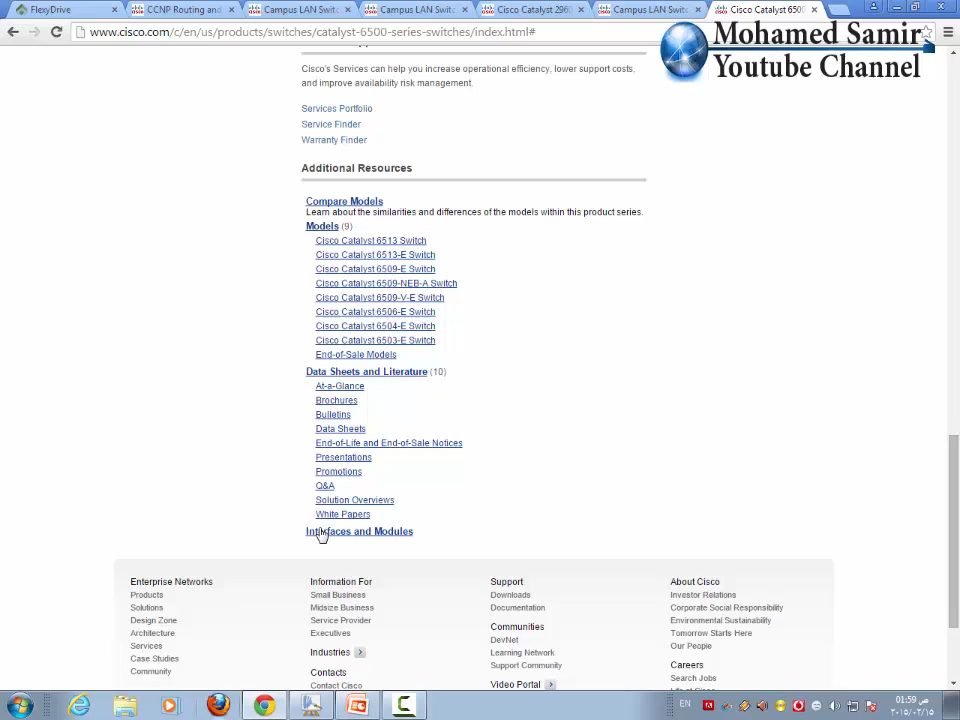 FlexyDrive
CCNP Routing and
Campus LAN Switc
Campus LAN Switc
Cisco Catalyst 296
Campus LAN Switc
Cisco Catalyst 6500
www.cisco.com/c/en/us/products/switches/catalyst-6500-series-switches/index.html#
Mohamed Samir
Youtube Channel
Cisco's Services can help you increase operational efficiency, lower support costs,
and improve availability risk management.
Services Portfolio
Service Finder
Warranty Finder
Additional Resources
Compare Models
Learn about the similarities and differences of the models within this product series.
Models (9)
Cisco Catalyst 6513 Switch
Cisco Catalyst 6513-E Switch
Cisco Catalyst 6509-E Switch
Cisco Catalyst 6509-NEB-A Switch
Cisco Catalyst 6509-V-E Switch
Cisco Catalyst 6506-E Switch
Cisco Catalyst 6504-E Switch
Cisco Catalyst 6503-E Switch
End-of-Sale Models
Data Sheets and Literature (10)
At-a-Glance
Brochures
Bulletins
Data Sheets
End-of-Life and End-of-Sale Notices
Presentations
Promotions
Q&A
Solution Overviews
White Papers
Interfaces and Modules
Enterprise Networks
Products
Solutions
Design Zone
Architecture
Services
Case Studies
Community
Information For
Small Business
Midsize Business
Service Provider
Executives
Industries
Contacts
Contact Cisco
Support
Downloads
Documentation
Communities
DevNet
Learning Network
Support Community
Video Portal
About Cisco
Investor Relations
Corporate Social Responsibility
Environmental Sustainability
Tomorrow Starts Here
Our People
Careers
Search Jobs
EN
01:59 ص
٢٠١٥/٠٣/١٥